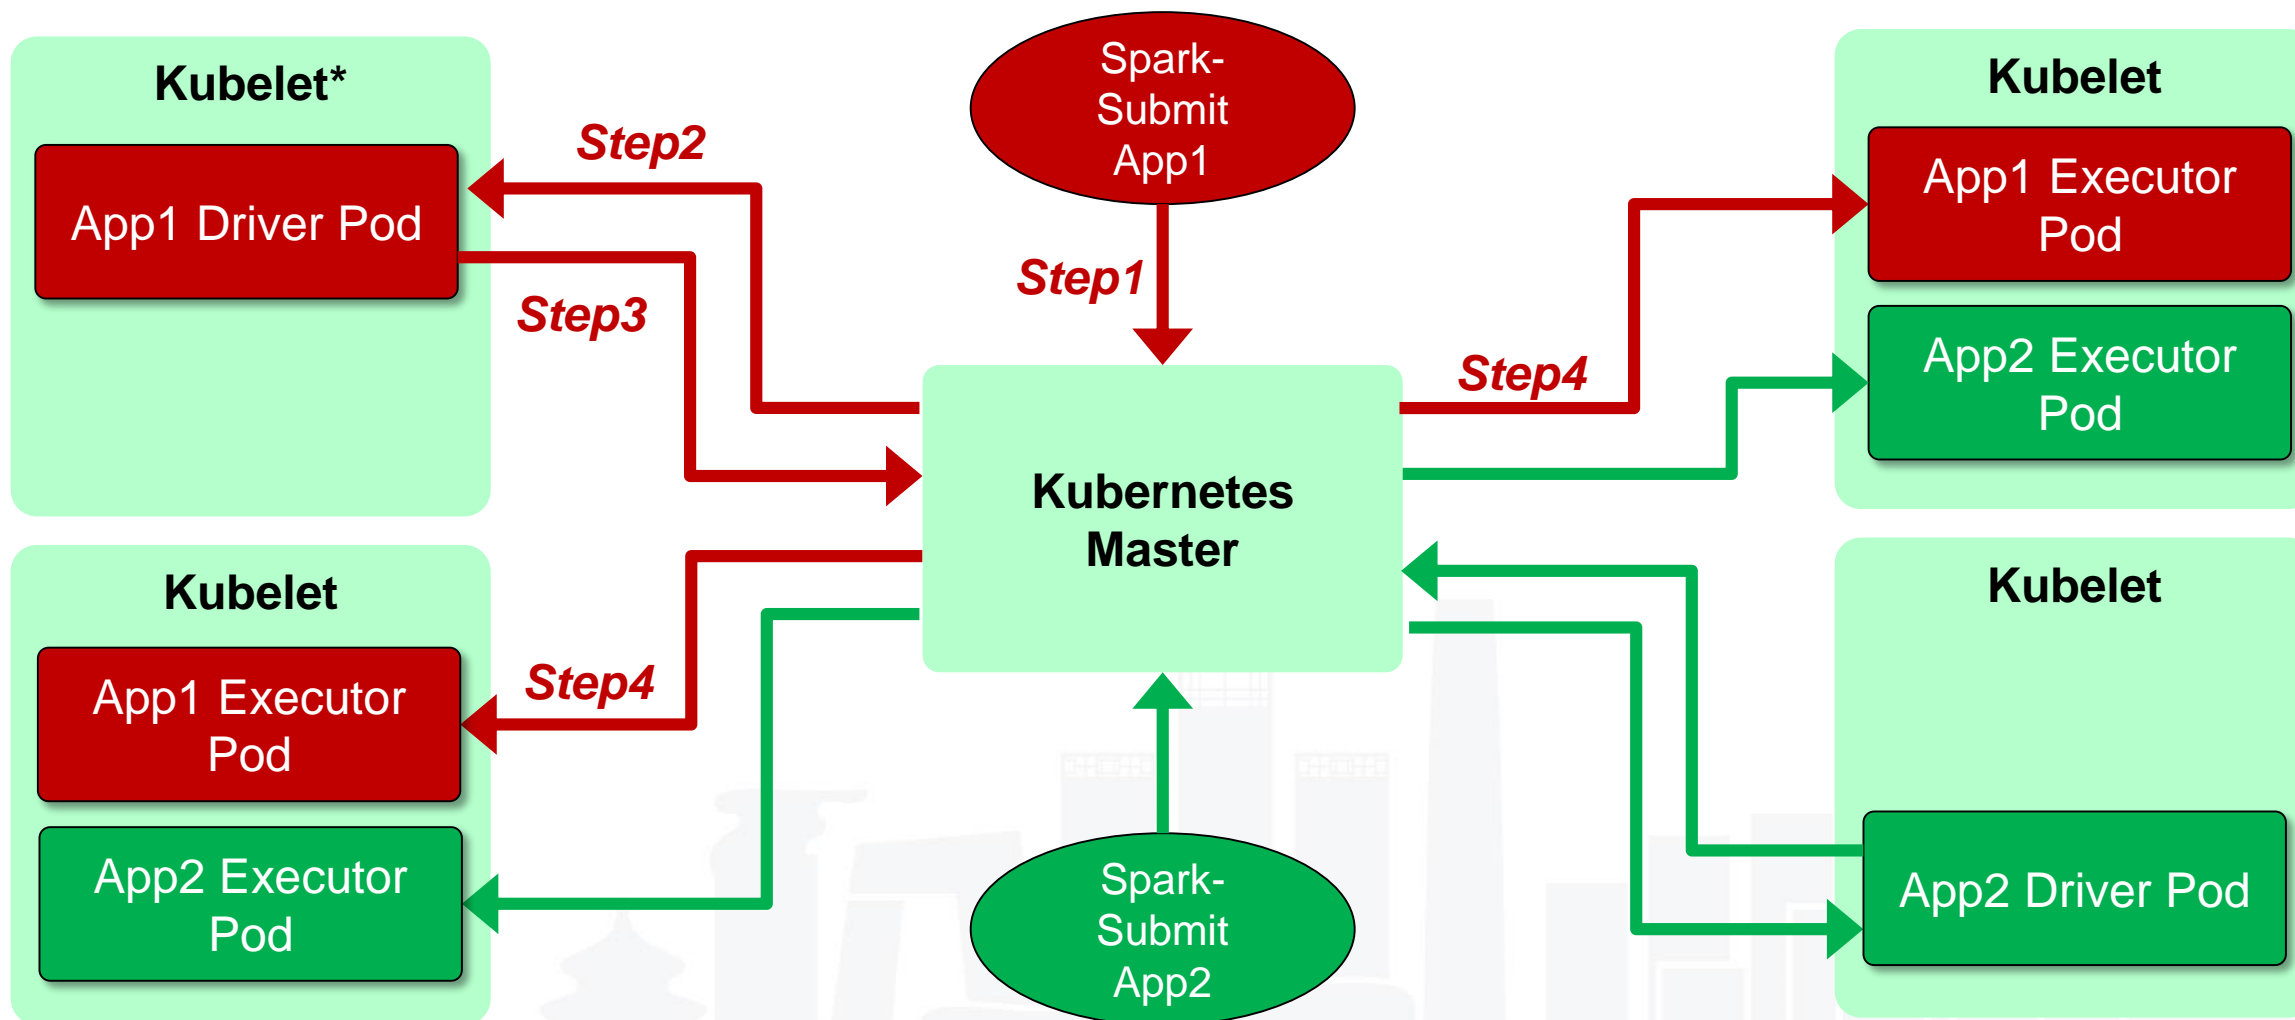 Kubelet*
App1 Driver Pod
Step2
Step3
Spark-
Submit
App1
Step1
Kubelet
App1 Executor
Pod
App2 Executor
Pod
Step4
Kubernetes
Master
Kubelet
App1 Executor
Pod
App2 Executor
Pod
Step4
Spark-
Submit
App2
Kubelet
App2 Driver Pod